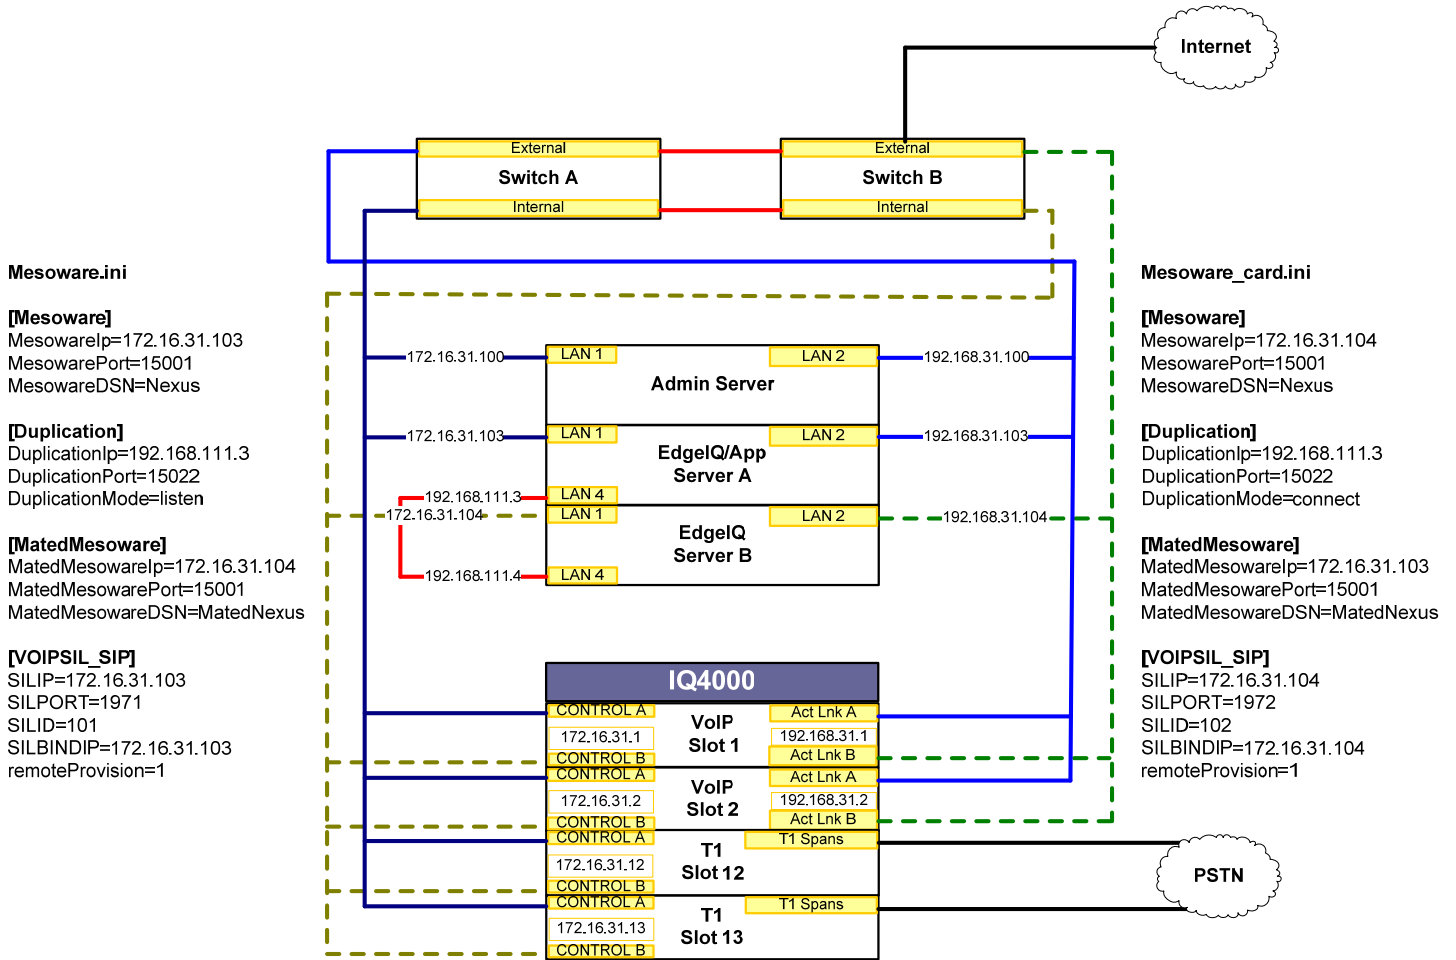 Internet
External
Switch A
Internal
External
Switch B
Internal
Mesoware.ini
[Mesoware]
MesowareIp=172.16.31.103
MesowarePort=15001
MesowareDSN=Nexus
[Duplication]
DuplicationIp=192.168.111.3
DuplicationPort=15022
DuplicationMode=listen
[MatedMesoware]
MatedMesowareIp=172.16.31.104
MatedMesowarePort=15001
MatedMesowareDSN=MatedNexus
[VOIPSIL_SIP]
SILIP=172.16.31.103
SILPORT=1971
SILID=101
SILBINDIP=172.16.31.103
remoteProvision=1
172.16.31.100
LAN 1
LAN 2
192.168.31.100
Admin Server
172.16.31.103
LAN 1
LAN 2
192.168.31.103
EdgeIQ/App
Server A
192.168.111.3
LAN 4
172.16.31.104
LAN 1
LAN 2
192.168.31.104
EdgeIQ
Server B
192.168.111.4
LAN 4
IQ4000
CONTROL A
VoIP
Slot 1
Act Lnk A
172.16.31.1
192.168.31.1
CONTROL B
Act Lnk B
CONTROL A
VoIP
Slot 2
Act Lnk A
172.16.31.2
192.168.31.2
CONTROL B
Act Lnk B
CONTROL A
T1
Slot 12
T1 Spans
172.16.31.12
CONTROL B
CONTROL A
T1
Slot 13
T1 Spans
172.16.31.13
CONTROL B
PSTN
Mesoware_card.ini
[Mesoware]
MesowareIp=172.16.31.104
MesowarePort=15001
MesowareDSN=Nexus
[Duplication]
DuplicationIp=192.168.111.3
DuplicationPort=15022
DuplicationMode=connect
[MatedMesoware]
MatedMesowareIp=172.16.31.103
MatedMesowarePort=15001
MatedMesowareDSN=MatedNexus
[VOIPSIL_SIP]
SILIP=172.16.31.104
SILPORT=1972
SILID=102
SILBINDIP=172.16.31.104
remoteProvision=1